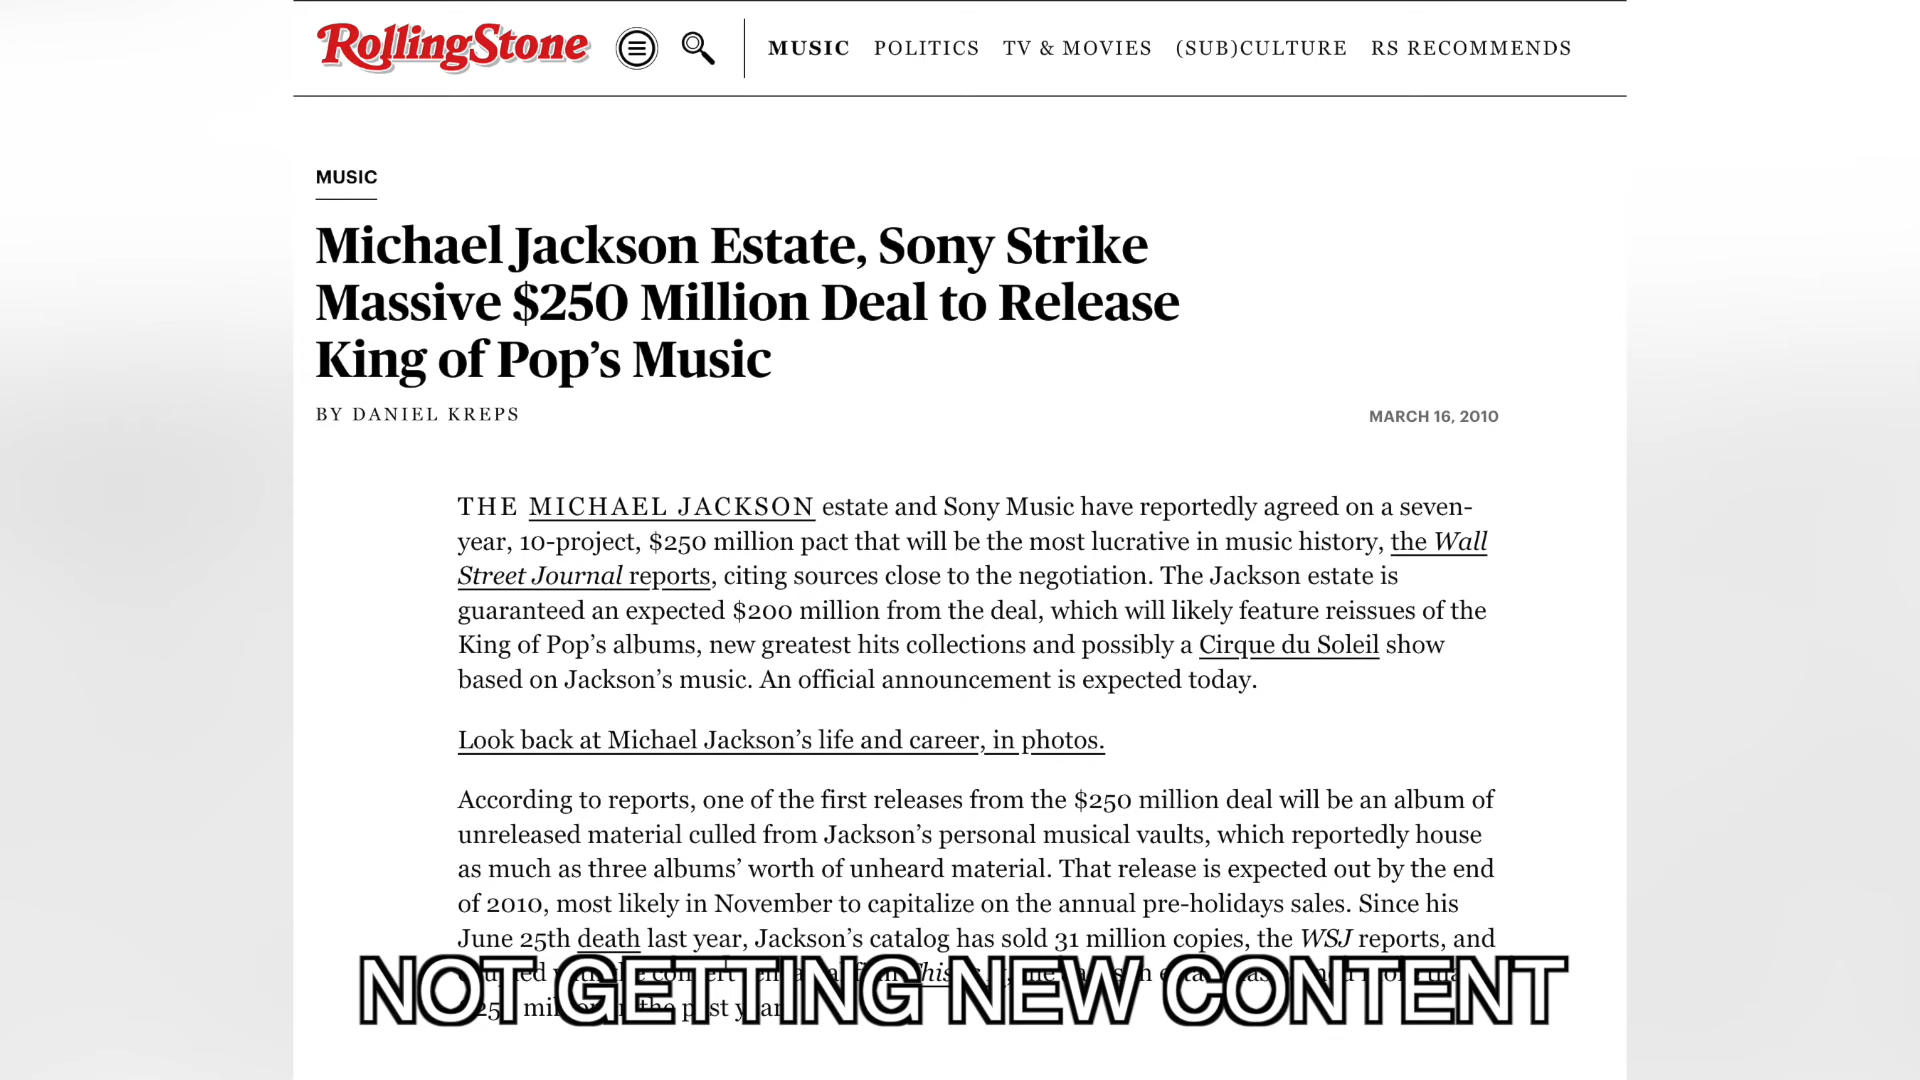 RollingStone
MUSIC POLITICS TV & MOVIES (SUB)CULTURE RS RECOMMENDS
MUSIC
Michael Jackson Estate, Sony Strike
Massive $250 Million Deal to Release
King of Pop’s Music
BY DANIEL KREPS
MARCH 16, 2010
THE MICHAEL JACKSON estate and Sony Music have reportedly agreed on a seven-
year, 10-project, $250 million pact that will be the most lucrative in music history, the Wall
Street Journal reports, citing sources close to the negotiation. The Jackson estate is
guaranteed an expected $200 million from the deal, which will likely feature reissues of the
King of Pop’s albums, new greatest hits collections and possibly a Cirque du Soleil show
based on Jackson’s music. An official announcement is expected today.
Look back at Michael Jackson’s life and career, in photos.
According to reports, one of the first releases from the $250 million deal will be an album of
unreleased material culled from Jackson’s personal musical vaults, which reportedly house
as much as three albums’ worth of unheard material. That release is expected out by the end
of 2010, most likely in November to capitalize on the annual pre-holidays sales. Since his
June 25th death last year, Jackson’s catalog has sold 31 million copies, the WSJ reports, and
the past year
NOT GETTING NEW CONTENT